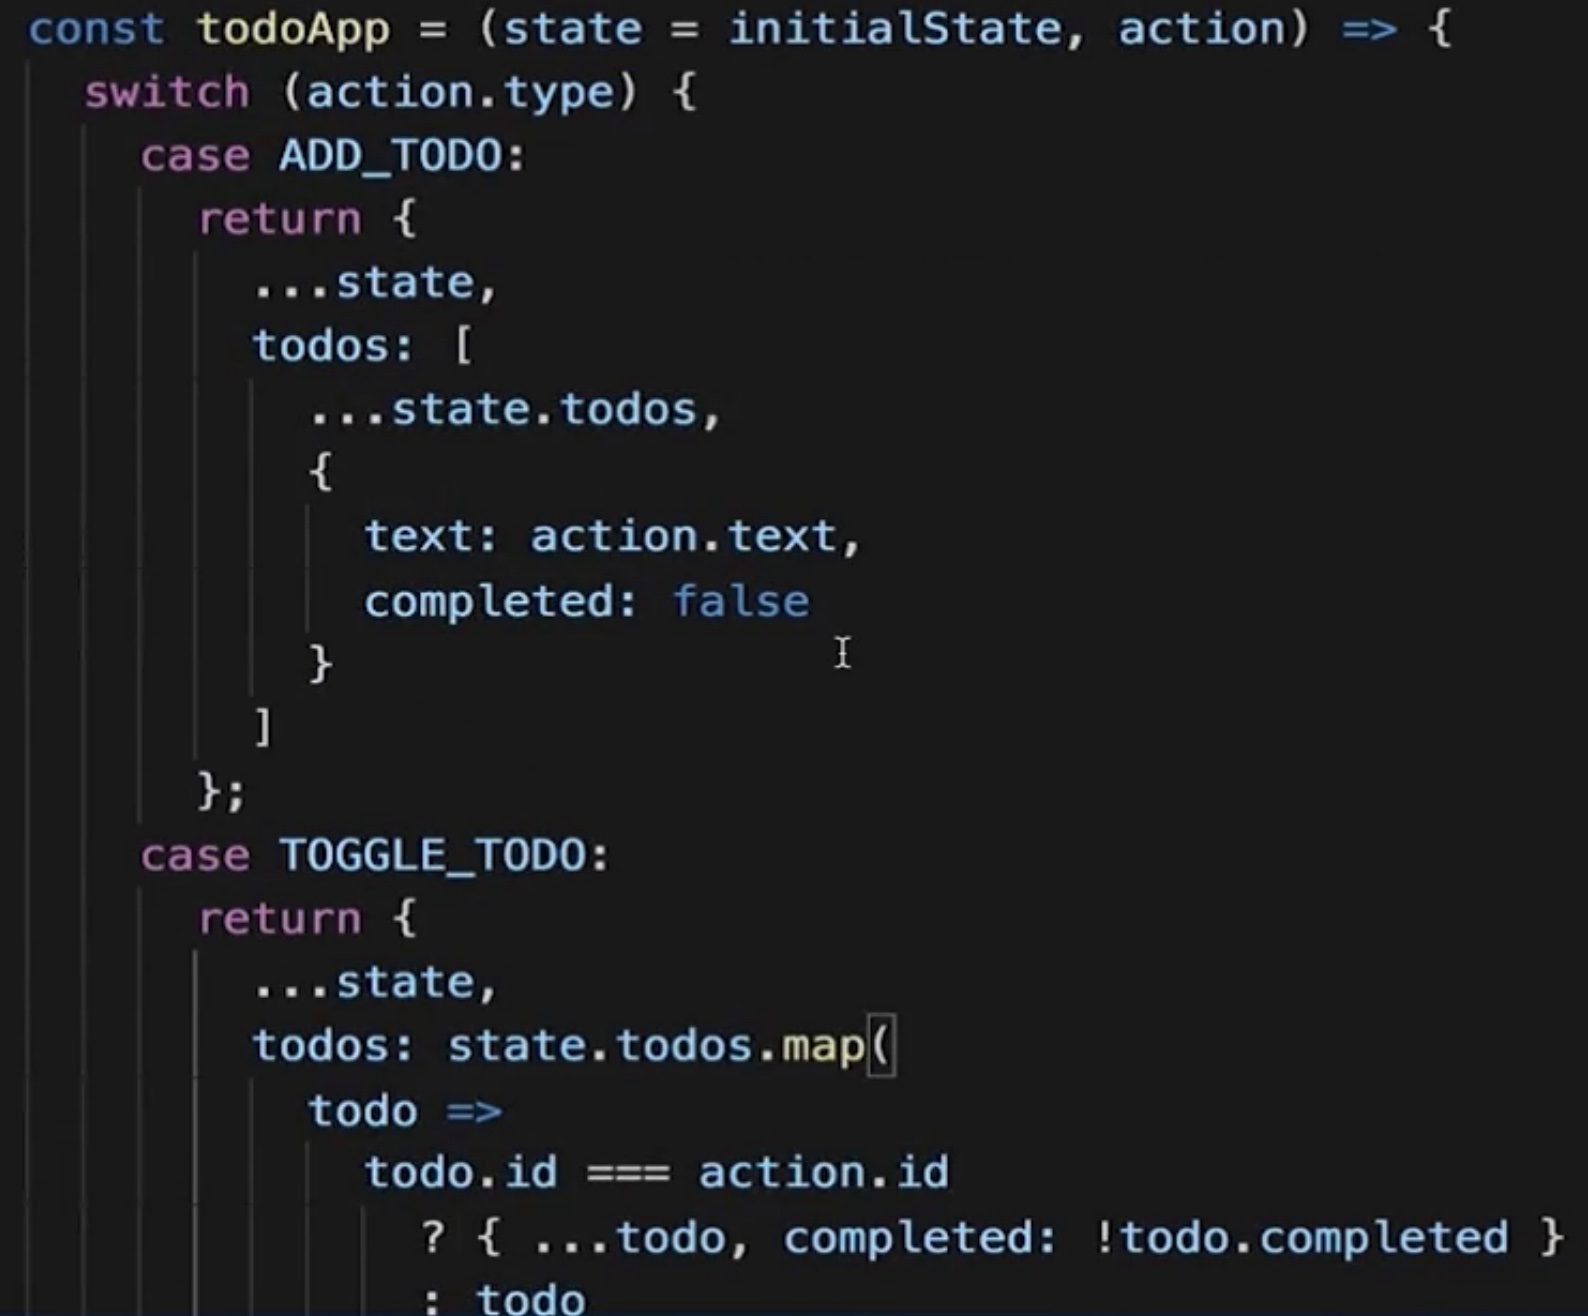 const todoApp = (state = initialState, action) => {
switch (action.type) {
case ADD_TODO:
return {
...state,
todos: [
...state.todos,
{
text: action.text,
completed: false
}
]
};
case TOGGLE_TODO:
return {
...state,
todos: state.todos.map(
todo =>
todo.id === action.id
? { ...todo, completed: !todo.completed }
: todo